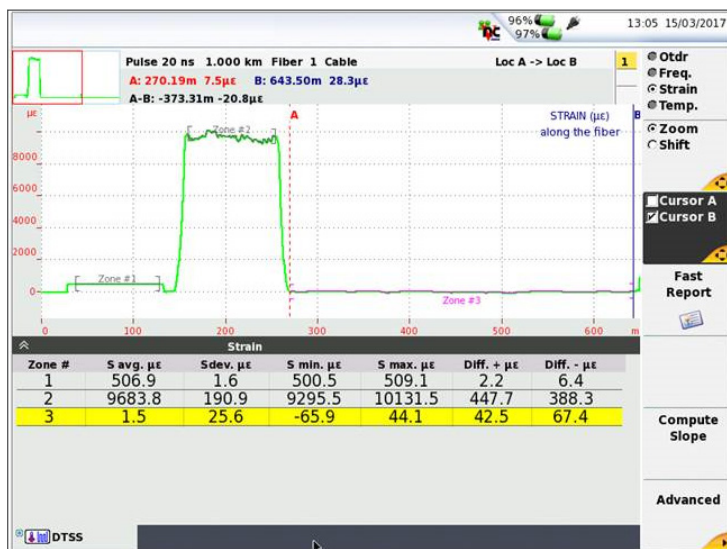 96%
97%
13:05 15/03/2017
Pulse 20 ns 1.000 km Fiber 1 Cable Loc A -> Loc B
1
A: 270.19m 7.5µε B: 643.50m 28.3µε
A-B: -373.31m -20.8µε
Otdr
Freq.
Strain
Temp.
Zoom
Shift
Cursor A
Cursor B
Fast
Report
Compute
Slope
Advanced
µε
A
B
STRAIN (µε)
along the fiber
8000
6000
4000
2000
0
Zone #1
Zone #2
Zone #3
0 100 200 300 400 500 600 m
Strain
Zone # S avg. µε Sdev. µε S min. µε S max. µε Diff. + µε Diff. - µε
1 506.9 1.6 500.5 509.1 2.2 6.4
2 9683.8 190.9 9295.5 10131.5 447.7 388.3
3 1.5 25.6 -65.9 44.1 42.5 67.4
DTSS